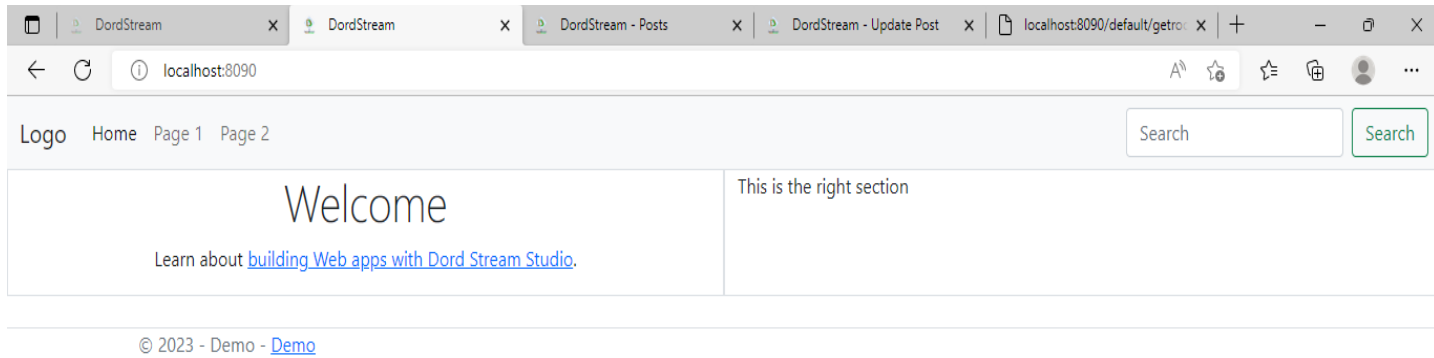 DordStream DordStream DordStream - Posts DordStream - Update Post localhost:8090/default/getroc
localhost:8090
Logo Home Page 1 Page 2 Search Search
Welcome
This is the right section
Learn about building Web apps with Dord Stream Studio.
© 2023 - Demo - Demo